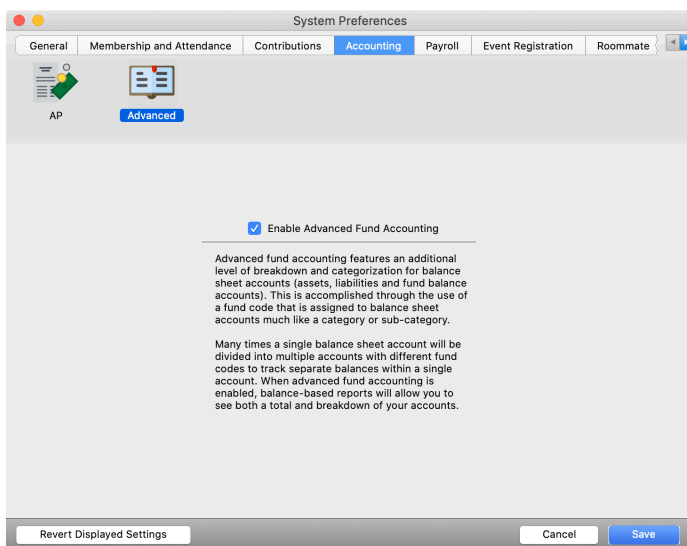 System Preferences
General
Membership and Attendance
Contributions
Accounting
Payroll
Event Registration
Roommate
AP
Advanced
Enable Advanced Fund Accounting
Advanced fund accounting features an additional
level of breakdown and categorization for balance
sheet accounts (assets, liabilities and fund balance
accounts). This is accomplished through the use of
a fund code that is assigned to balance sheet
accounts much like a category or sub-category.
Many times a single balance sheet account will be
divided into multiple accounts with different fund
codes to track separate balances within a single
account. When advanced fund accounting is
enabled, balance-based reports will allow you to
see both a total and breakdown of your accounts.
Revert Displayed Settings
Cancel
Save